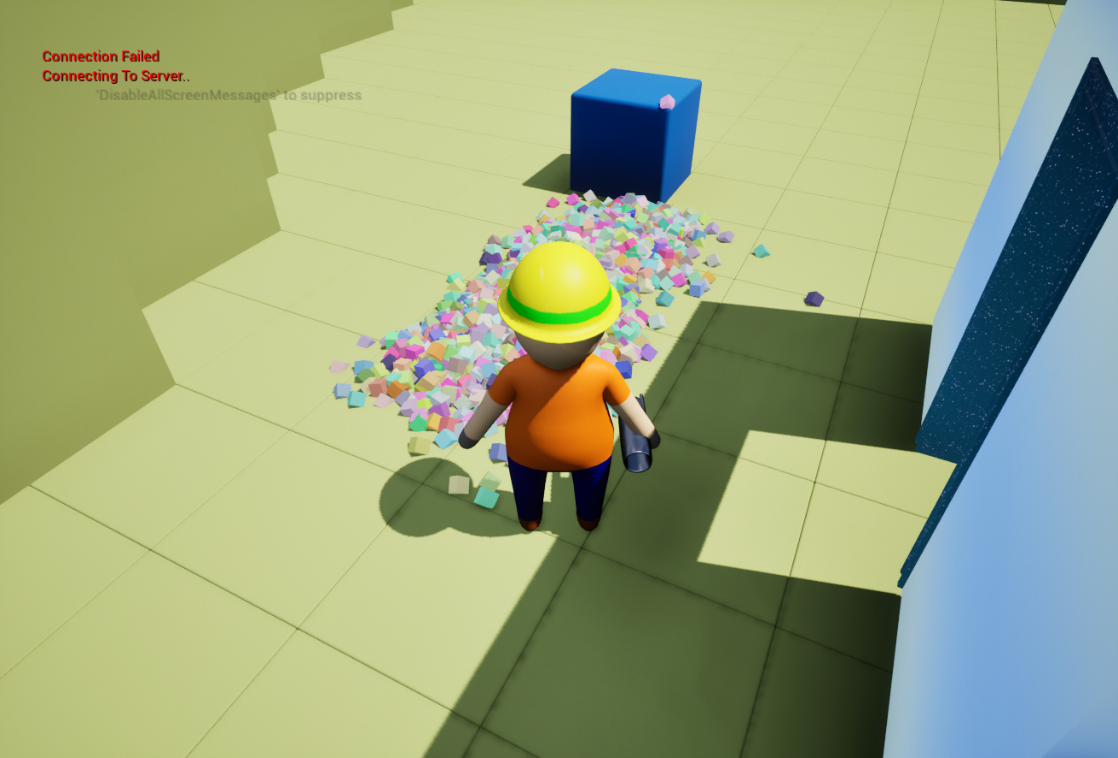 Connection Failed
Connecting To Server..
'DisableAllScreenMessages' to suppress